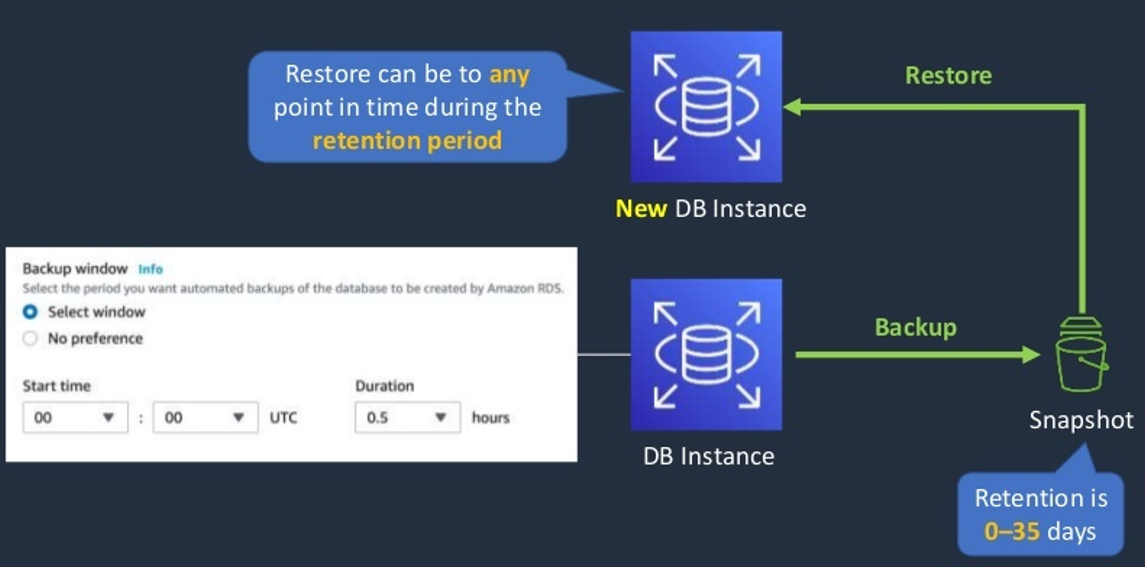 Restore can be to any
point in time during the
retention period
Restore
New DB Instance
Backup window Info
Select the period you want automated backups of the database to be created by Amazon RDS.
Select window
No preference
Start time
Duration
00 : 00 UTC
0.5 hours
Backup
DB Instance
Snapshot
Retention is
0–35 days